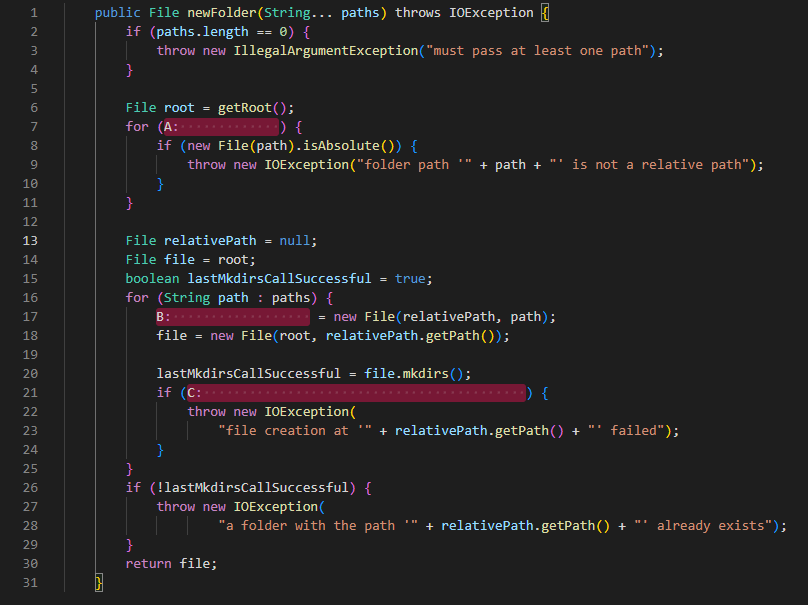 1 public File newFolder(String... paths) throws IOException {
2 if (paths.length == 0) {
3 throw new IllegalArgumentException("must pass at least one path");
4 }
5
6 File root = getRoot();
7 for (A:·············) {
8 if (new File(path).isAbsolute()) {
9 throw new IOException("folder path '" + path + "' is not a relative path");
10 }
11 }
12
13 File relativePath = null;
14 File file = root;
15 boolean lastMkdirsCallSuccessful = true;
16 for (String path : paths) {
17 B:·················· = new File(relativePath, path);
18 file = new File(root, relativePath.getPath());
19
20 lastMkdirsCallSuccessful = file.mkdirs();
21 if (C:··········································) {
22 throw new IOException(
23 "file creation at '" + relativePath.getPath() + "' failed");
24 }
25 }
26 if (!lastMkdirsCallSuccessful) {
27 throw new IOException(
28 "a folder with the path '" + relativePath.getPath() + "' already exists");
29 }
30 return file;
31 }